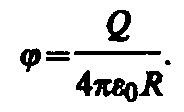 φ = Q / 4πε₀R.